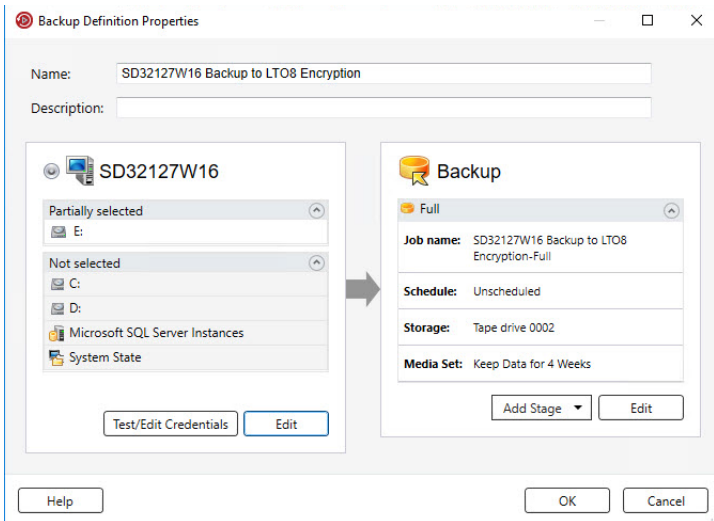 Backup Definition Properties
Name: SD32127W16 Backup to LTO8 Encryption
Description:
SD32127W16
Partially selected
E:
Not selected
C:
D:
Microsoft SQL Server Instances
System State
Test/Edit Credentials Edit
Backup
Full
Job name: SD32127W16 Backup to LTO8
Encryption-Full
Schedule: Unscheduled
Storage: Tape drive 0002
Media Set: Keep Data for 4 Weeks
Add Stage Edit
Help OK Cancel